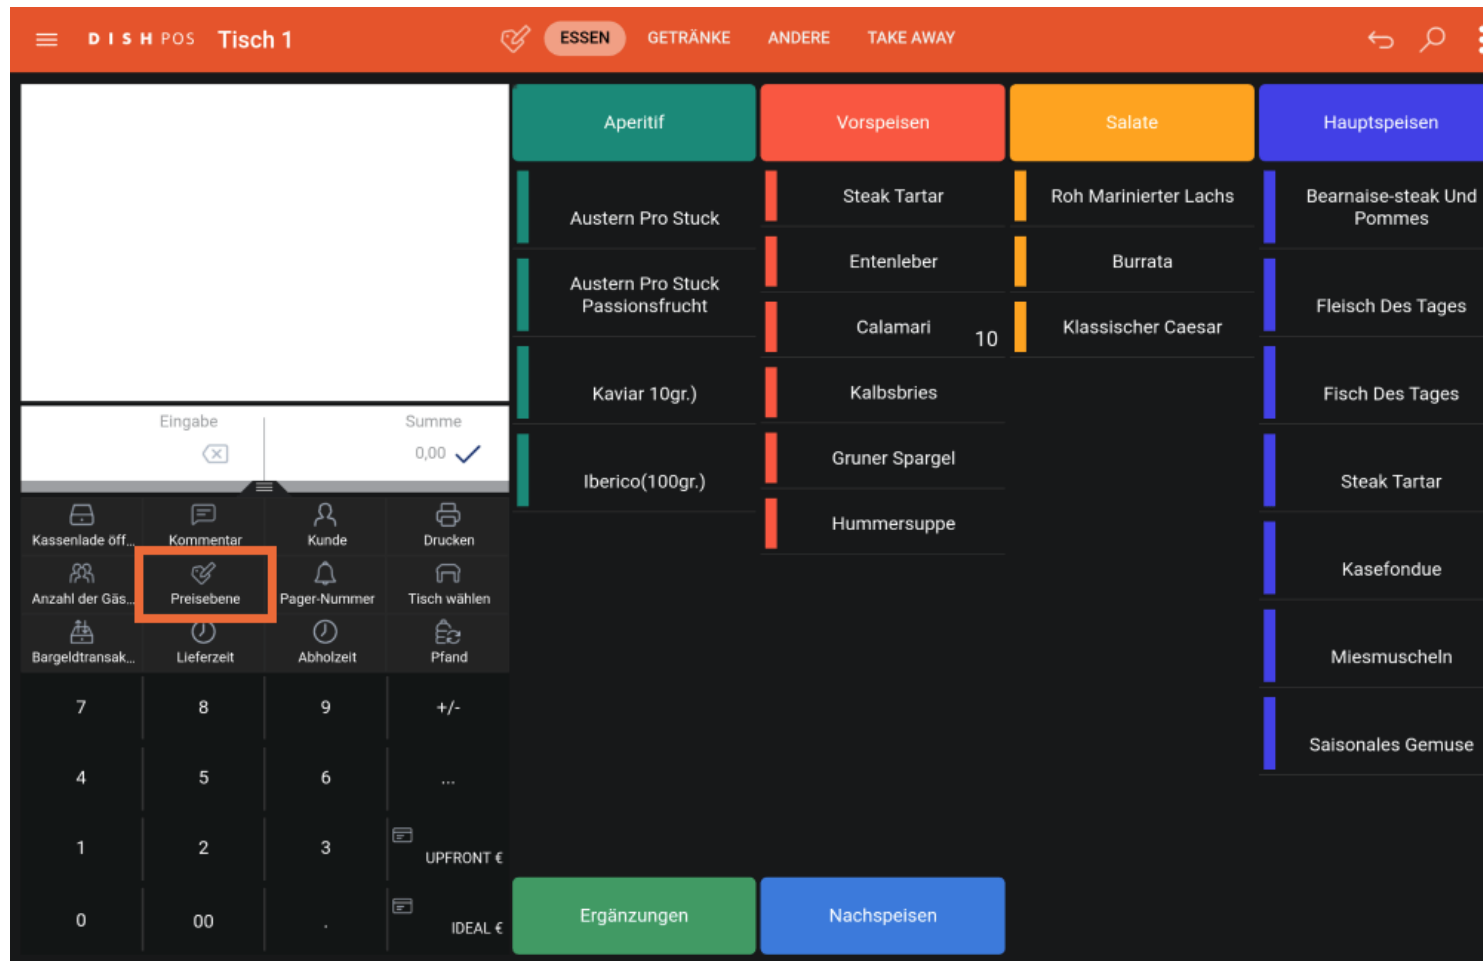 DISH POS Tisch 1
ESSEN GETRÄNKE ANDERE TAKE AWAY
Eingabe Summe
0,00
Kassenlade öff... Kommentar Kunde Drucken
Anzahl der Gäs... Preisebene Pager-Nummer Tisch wählen
Bargeldtransak... Lieferzeit Abholzeit Pfand
7 8 9 +/-
4 5 6 ...
1 2 3 UPFRONT €
0 00 . IDEAL €
Aperitif
Austern Pro Stuck
Austern Pro Stuck
Passionsfrucht
Kaviar 10gr.)
Iberico(100gr.)
Vorspeisen
Steak Tartar
Entenleber
Calamari 10
Kalbsbries
Gruner Spargel
Hummersuppe
Salate
Roh Marinierter Lachs
Burrata
Klassischer Caesar
Hauptspeisen
Bearnaise-steak Und
Pommes
Fleisch Des Tages
Fisch Des Tages
Steak Tartar
Kasefondue
Miesmuscheln
Saisonales Gemuse
Ergänzungen
Nachspeisen